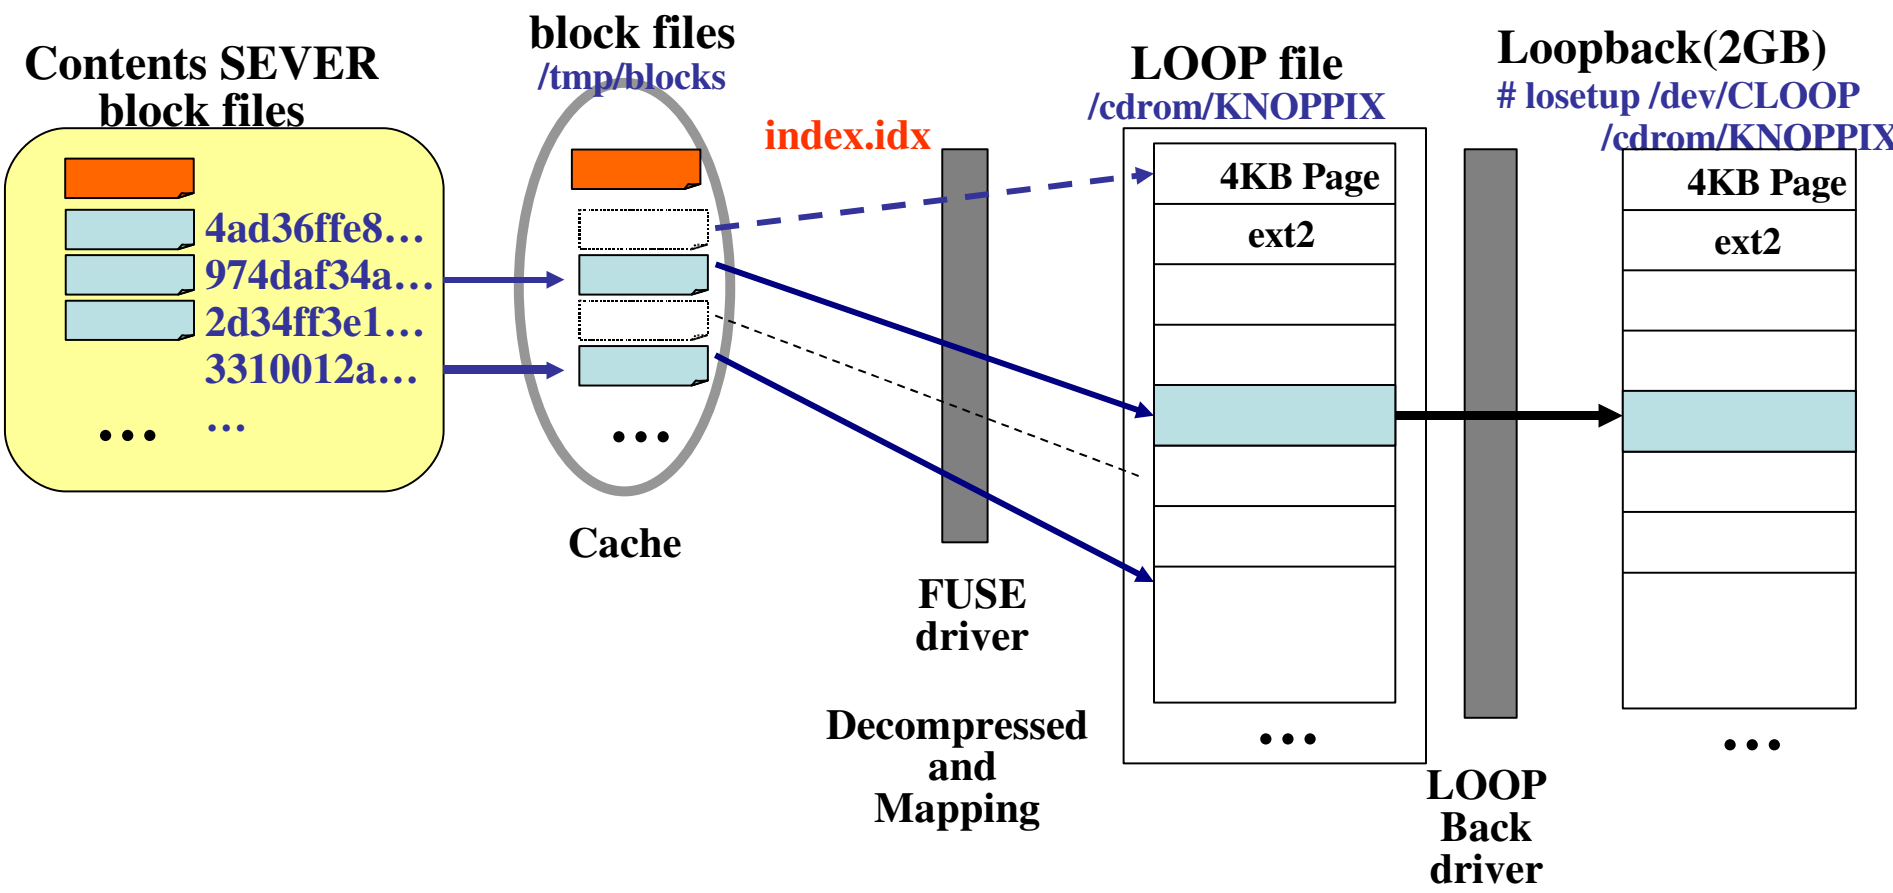 Contents SEVER
block files
4ad36ffe8…
974daf34a…
2d34ff3e1…
3310012a…
…
…
block files
/tmp/blocks
…
Cache
index.idx
FUSE
driver
Decompressed
and
Mapping
LOOP file
/cdrom/KNOPPIX
4KB Page
ext2
…
LOOP
Back
driver
Loopback(2GB)
# losetup /dev/CLOOP
/cdrom/KNOPPIX
4KB Page
ext2
…